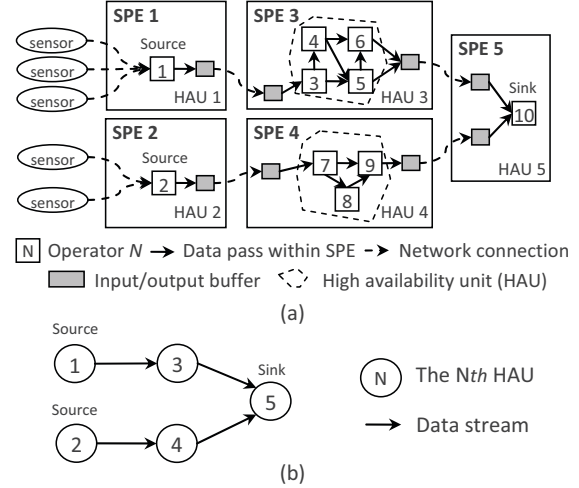 SPE 1
sensor
sensor
sensor
Source
1
HAU 1
SPE 3
4
6
3
5
HAU 3
SPE 5
Sink
10
HAU 5
SPE 2
sensor
sensor
Source
2
HAU 2
SPE 4
7
9
8
HAU 4
N Operator N Data pass within SPE Network connection
Input/output buffer High availability unit (HAU)
(a)
Source
1
3
Sink
5
Source
2
4
N The Nth HAU
Data stream
(b)